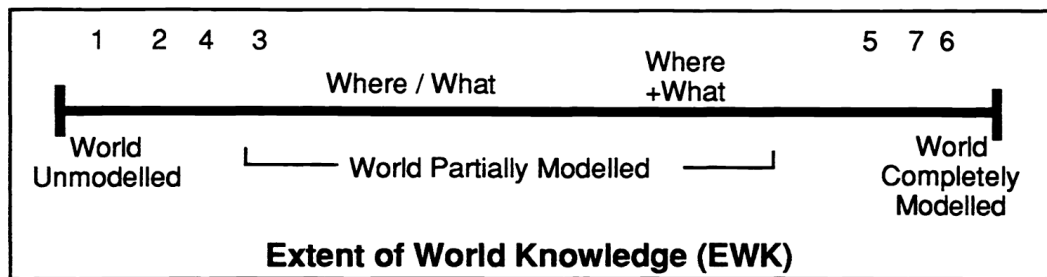 1 2 4 3 5 7 6
Where / What
Where
+What
World
Unmodelled
World Partially Modelled
World
Completely
Modelled
Extent of World Knowledge (EWK)